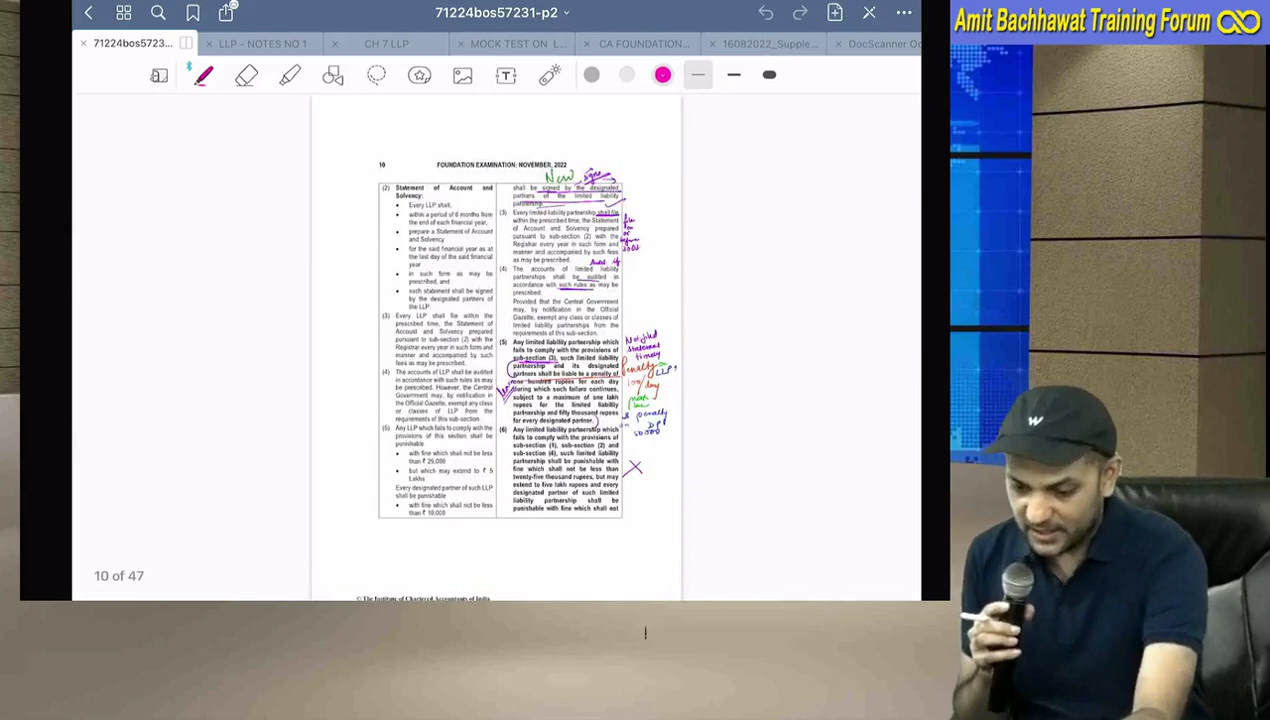 71224bos57231-p2
Amit Bachhawat Training Forum
71224bos5723...
LLP - NOTES NO 1
CH 7 LLP
MOCK TEST ON L...
CA FOUNDATION...
16082022_Supple...
DocScanner Oc
10
FOUNDATION EXAMINATION: NOVEMBER, 2022
New
sign
(2) Statement of Account and
Solvency:
• Every LLP shall,
• within a period of 6 months from
the end of each financial year,
• prepare a Statement of Account
and Solvency
• for the said financial year as at
the last day of the said financial
year
• in such form as may be
prescribed, and
• such statement shall be signed
by the designated partners of
the LLP.
(3) Every LLP shall file within the
prescribed time, the Statement of
Account and Solvency prepared
pursuant to sub-section (2) with the
Registrar every year in such form and
manner and accompanied by such
fees as may be prescribed.
(4) The accounts of LLP shall be audited
in accordance with such rules as may
be prescribed. However, the Central
Government may, by notification in
the Official Gazette, exempt any class
or classes of LLP from the
requirements of this sub-section.
(5) Any LLP which fails to comply with the
provisions of this section shall be
punishable
• with fine which shall not be less
than ₹ 25,000
• but which may extend to ₹ 5
Lakhs
Every designated partner of such LLP
shall be punishable
• with fine which shall not be less
than ₹ 10,000
shall be signed by the designated
partners of the limited liability
partnership.
(3) Every limited liability partnership shall file
within the prescribed time, the Statement
of Account and Solvency prepared
pursuant to sub-section (2) with the
Registrar every year in such form and
manner and accompanied by such fees
as may be prescribed.
Audit if
(4) The accounts of limited liability
partnerships shall be audited in
accordance with such rules as may be
prescribed:
Provided that the Central Government
may, by notification in the Official
Gazette, exempt any class or classes of
limited liability partnerships from the
requirements of this sub-section.
(5) Any limited liability partnership which
fails to comply with the provisions of
sub-section (3), such limited liability
partnership and its designated
partners shall be liable to a penalty of
one hundred rupees for each day
during which such failure continues,
subject to a maximum of one lakh
rupees for the limited liability
partnership and fifty thousand rupees
for every designated partner.
(6) Any limited liability partnership which
fails to comply with the provisions of
sub-section (1), sub-section (2) and
sub-section (4), such limited liability
partnership shall be punishable with
fine which shall not be less than
twenty-five thousand rupees, but may
extend to five lakh rupees and every
designated partner of such limited
liability partnership shall be
punishable with fine which shall not
file
or
before
30 Oct
statement
timely
Penalty on
LLP
100/day
max
& penalty
on DP
50000
10 of 47
© The Institute of Chartered Accountants of India
W